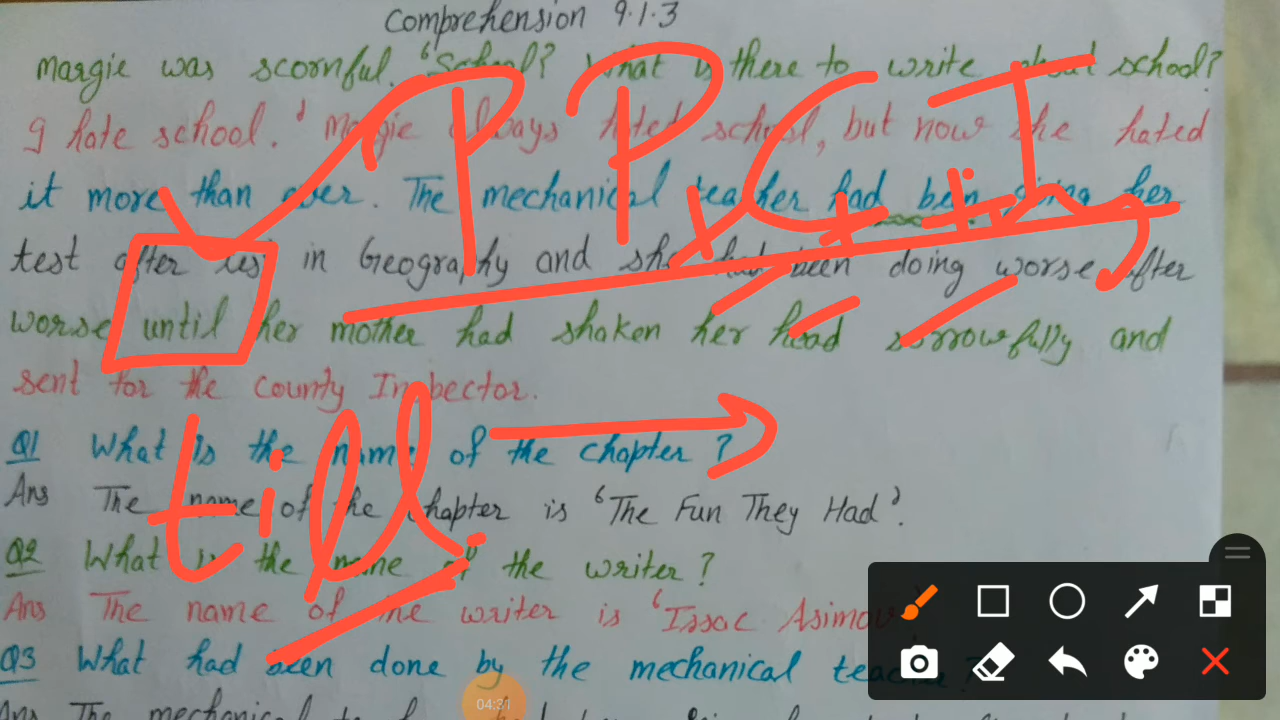 Comprehension 9.1.3
Margie was scornful. 'School? What is there to write about school?
I hate school.' Margie always hated school, but now she hated
it more than ever. The mechanical teacher had been giving her
test after test in Geography and she had been doing worse after
worse until her mother had shaken her head sorrowfully and
sent for the County Inspector.
Q1 What is the name of the chapter?
Ans The name of the chapter is 'The Fun They Had'.
Q2 What is the name of the writer?
Ans The name of the writer is 'Issac Asimov
Q3 What had been done by the mechanical teacher?
Ans The mechanical
PPCT
till
04:31